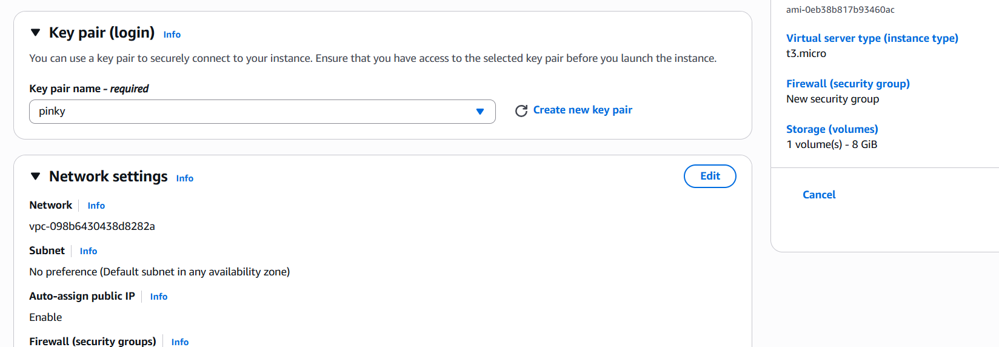 Key pair (login) Info
You can use a key pair to securely connect to your instance. Ensure that you have access to the selected key pair before you launch the instance.
Key pair name - required
pinky
Create new key pair
Network settings Info
Edit
Network Info
vpc-098b6430438d8282a
Subnet Info
No preference (Default subnet in any availability zone)
Auto-assign public IP Info
Enable
Firewall (security groups) Info
ami-0eb38b817b93460ac
Virtual server type (instance type)
t3.micro
Firewall (security group)
New security group
Storage (volumes)
1 volume(s) - 8 GiB
Cancel